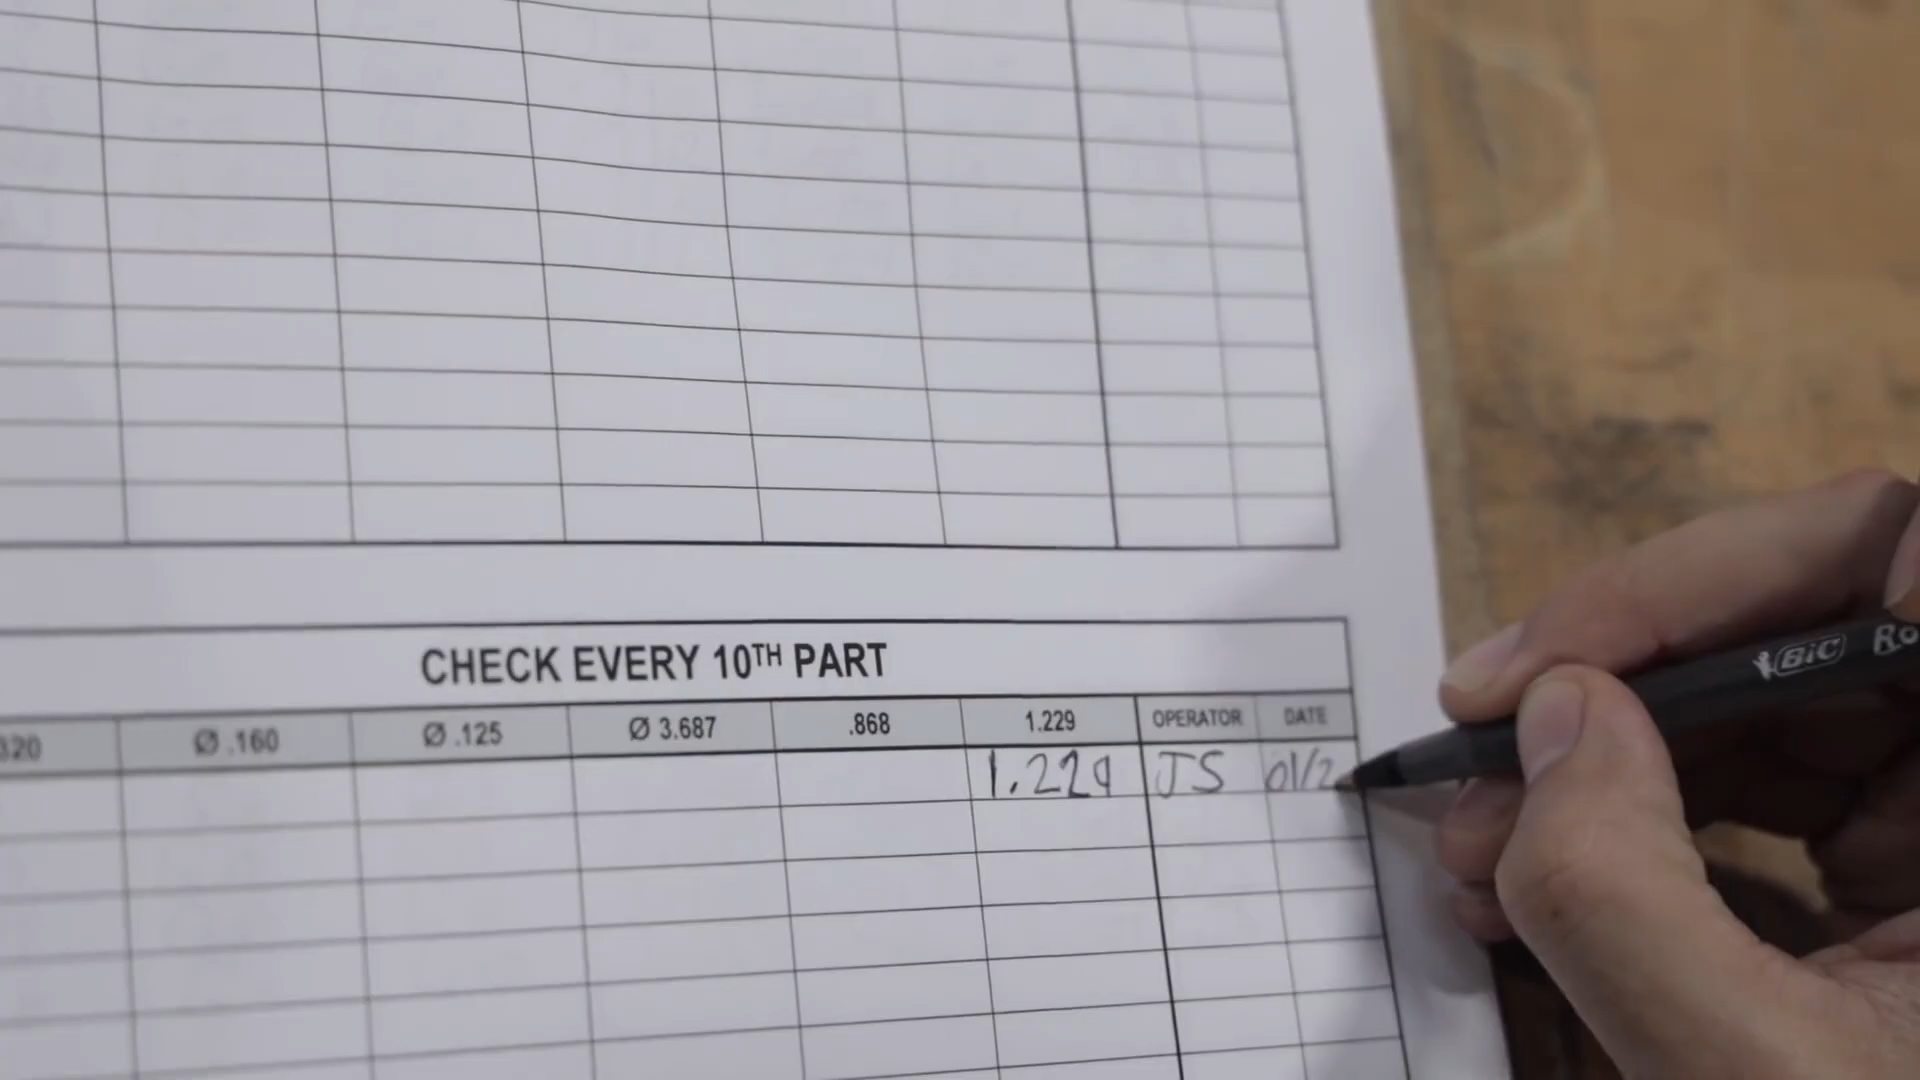 CHECK EVERY 10TH PART
320 Ø .160 Ø .125 Ø 3.687 .868 1.229 OPERATOR DATE
1.229 JS 01/2
BIC Ro